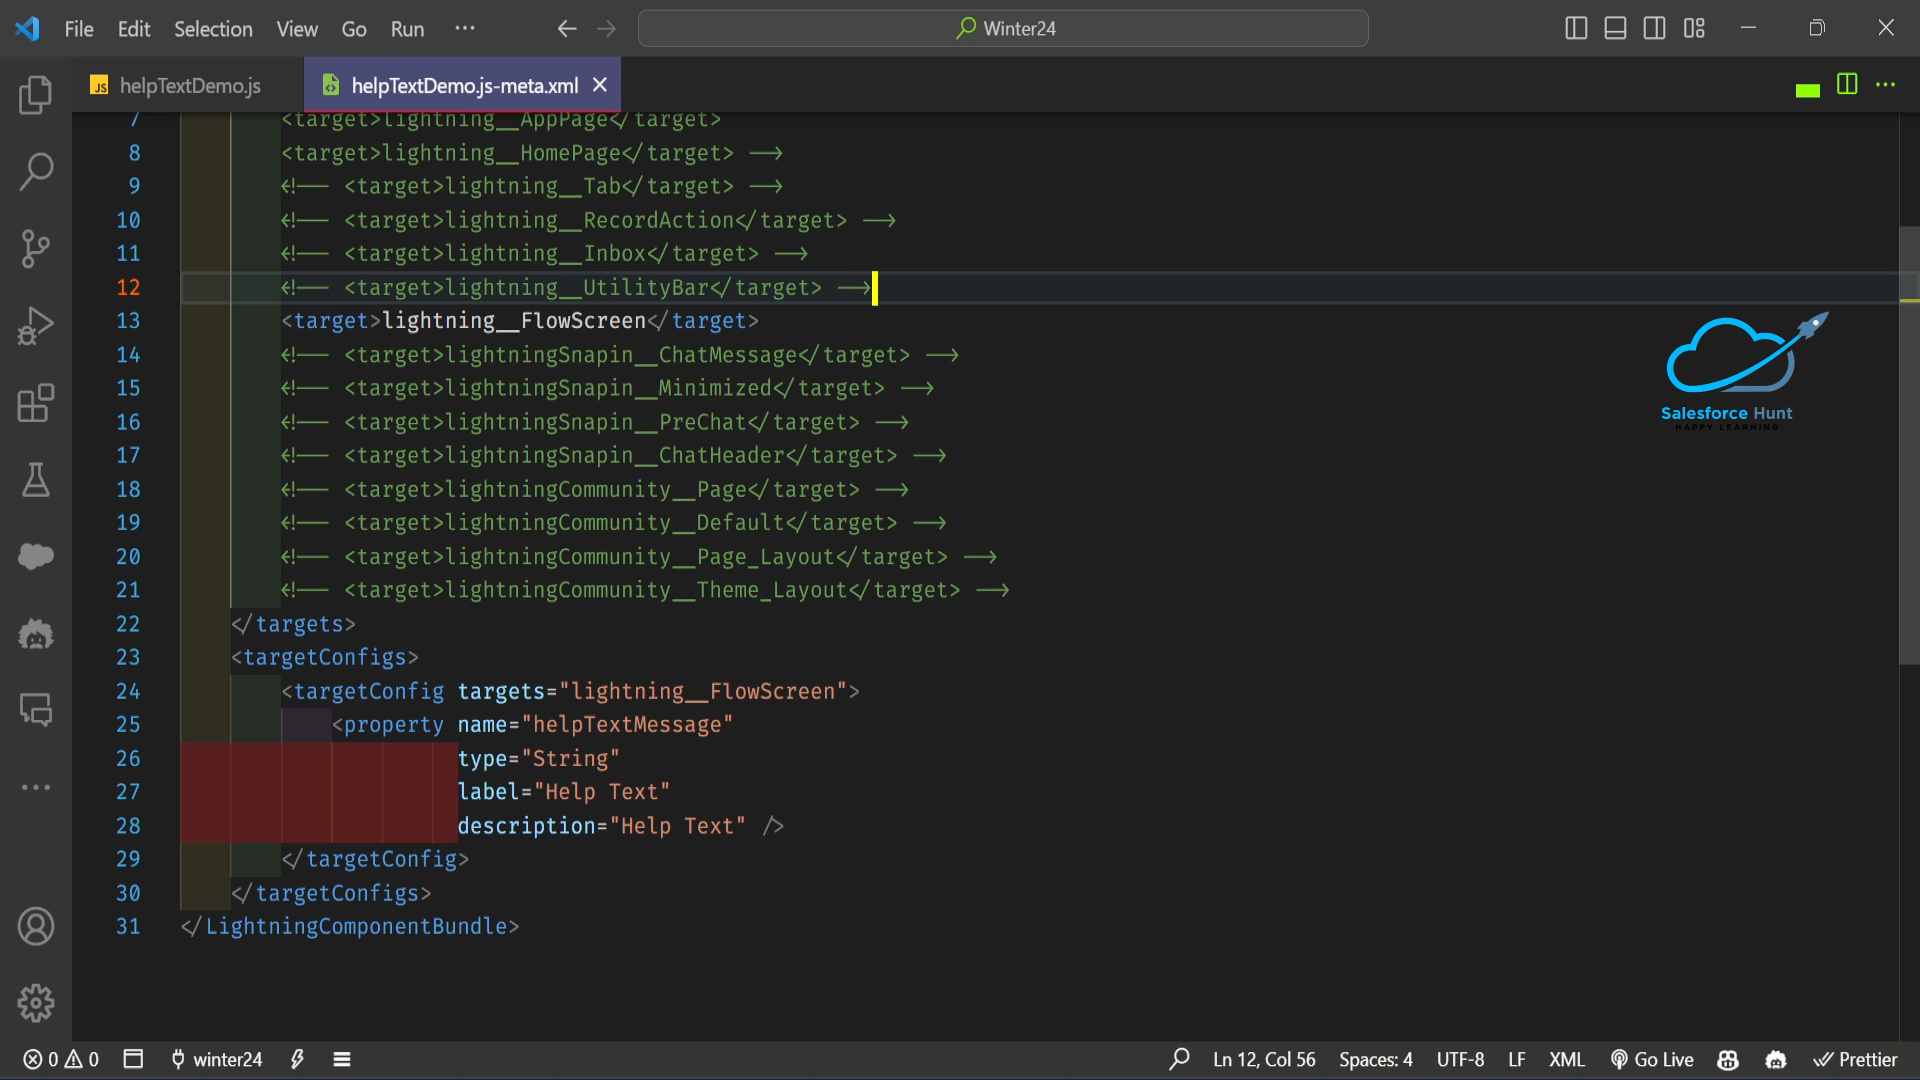 File Edit Selection View Go Run ···
Winter24
JS helpTextDemo.js
helpTextDemo.js-meta.xml
7 <target>lightning__AppPage</target>
8 <target>lightning__HomePage</target> -->
9 <!-- <target>lightning__Tab</target> -->
10 <!-- <target>lightning__RecordAction</target> -->
11 <!-- <target>lightning__Inbox</target> -->
12 <!-- <target>lightning__UtilityBar</target> -->
13 <target>lightning__FlowScreen</target>
14 <!-- <target>lightningSnapin__ChatMessage</target> -->
15 <!-- <target>lightningSnapin__Minimized</target> -->
16 <!-- <target>lightningSnapin__PreChat</target> -->
17 <!-- <target>lightningSnapin__ChatHeader</target> -->
18 <!-- <target>lightningCommunity__Page</target> -->
19 <!-- <target>lightningCommunity__Default</target> -->
20 <!-- <target>lightningCommunity__Page_Layout</target> -->
21 <!-- <target>lightningCommunity__Theme_Layout</target> -->
22 </targets>
23 <targetConfigs>
24 <targetConfig targets="lightning__FlowScreen">
25 <property name="helpTextMessage"
26 type="String"
27 label="Help Text"
28 description="Help Text" />
29 </targetConfig>
30 </targetConfigs>
31 </LightningComponentBundle>
Salesforce Hunt
HAPPY LEARNING
0 0 winter24
Ln 12, Col 56 Spaces: 4 UTF-8 LF XML Go Live Prettier